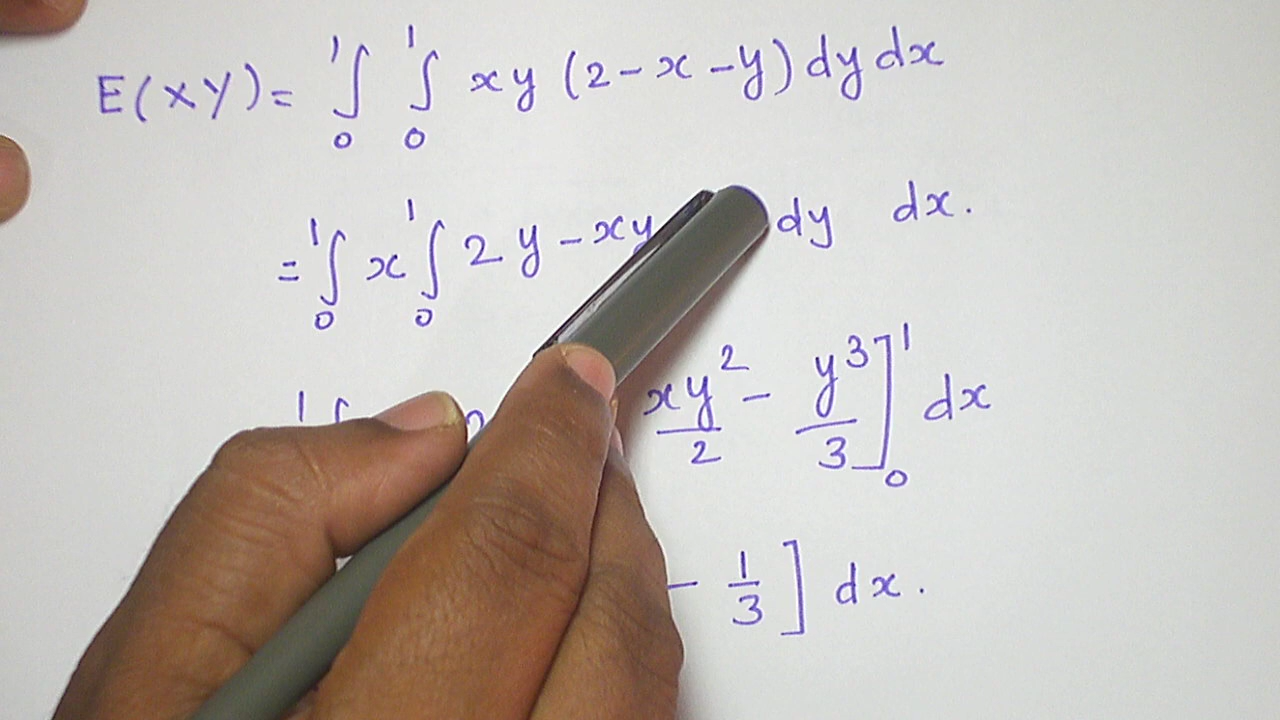 E(XY) = ∫₀¹ ∫₀¹ xy (2 - x - y) dy dx
= ∫₀¹ x ∫₀¹ 2y - xy dy dx.
1 ∫ xy²/2 - y³/3 ]₀¹ dx
- 1/3 ] dx.